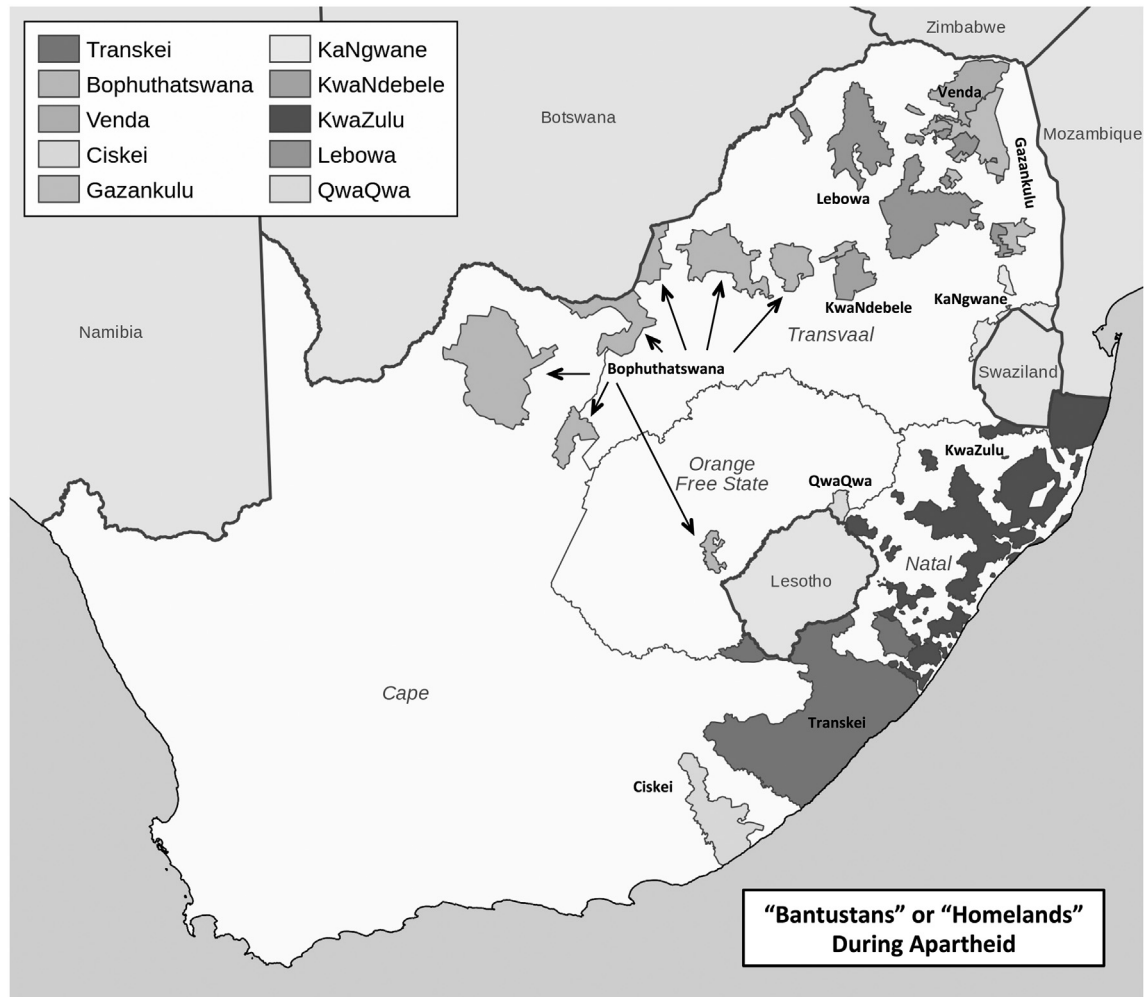 Transkei
Bophuthatswana
Venda
Ciskei
Gazankulu
KaNgwane
KwaNdebele
KwaZulu
Lebowa
QwaQwa
Zimbabwe
Botswana
Mozambique
Namibia
Venda
Gazankulu
Lebowa
KwaNdebele
KaNgwane
Transvaal
Swaziland
Bophuthatswana
KwaZulu
Orange
Free State
QwaQwa
Natal
Lesotho
Cape
Transkei
Ciskei
“Bantustans” or “Homelands”
During Apartheid